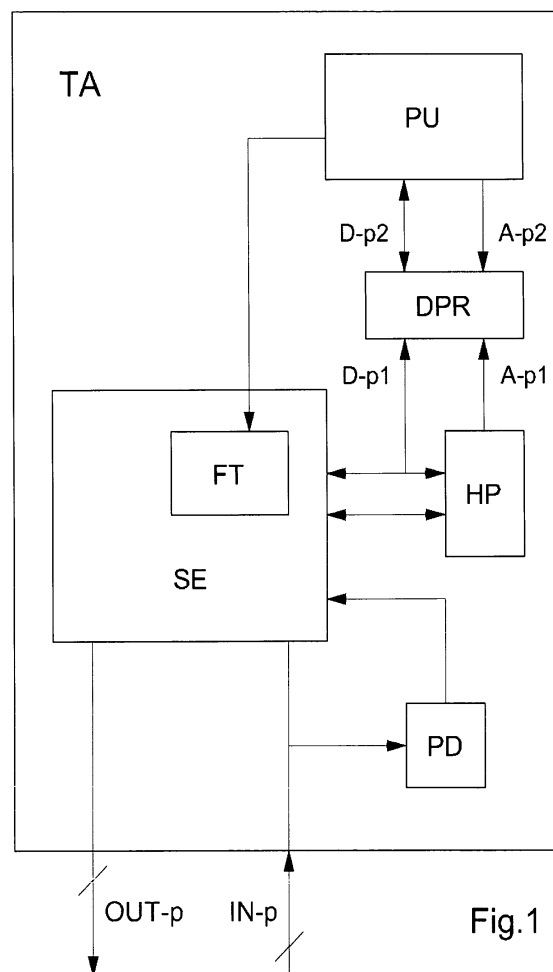 TA
PU
D-p2
A-p2
DPR
D-p1
A-p1
FT
HP
SE
PD
OUT-p
IN-p
Fig.1